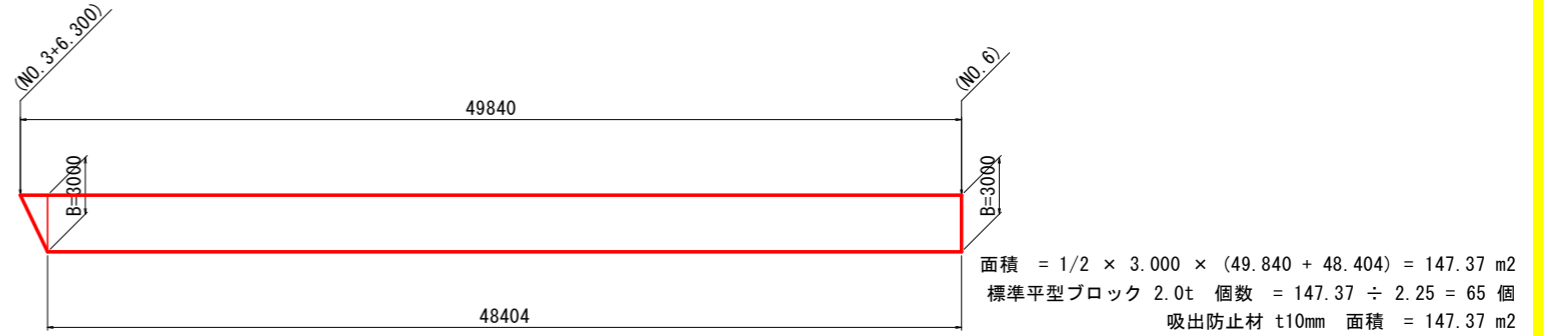 (NO.3+6.300)
(NO.6)
49840
B=3000
B=3000
面積 = 1/2 × 3.000 × (49.840 + 48.404) = 147.37 m2
標準平型ブロック 2.0t 個数 = 147.37 ÷ 2.25 = 65 個
48404
吸出防止材 t10mm 面積 = 147.37 m2